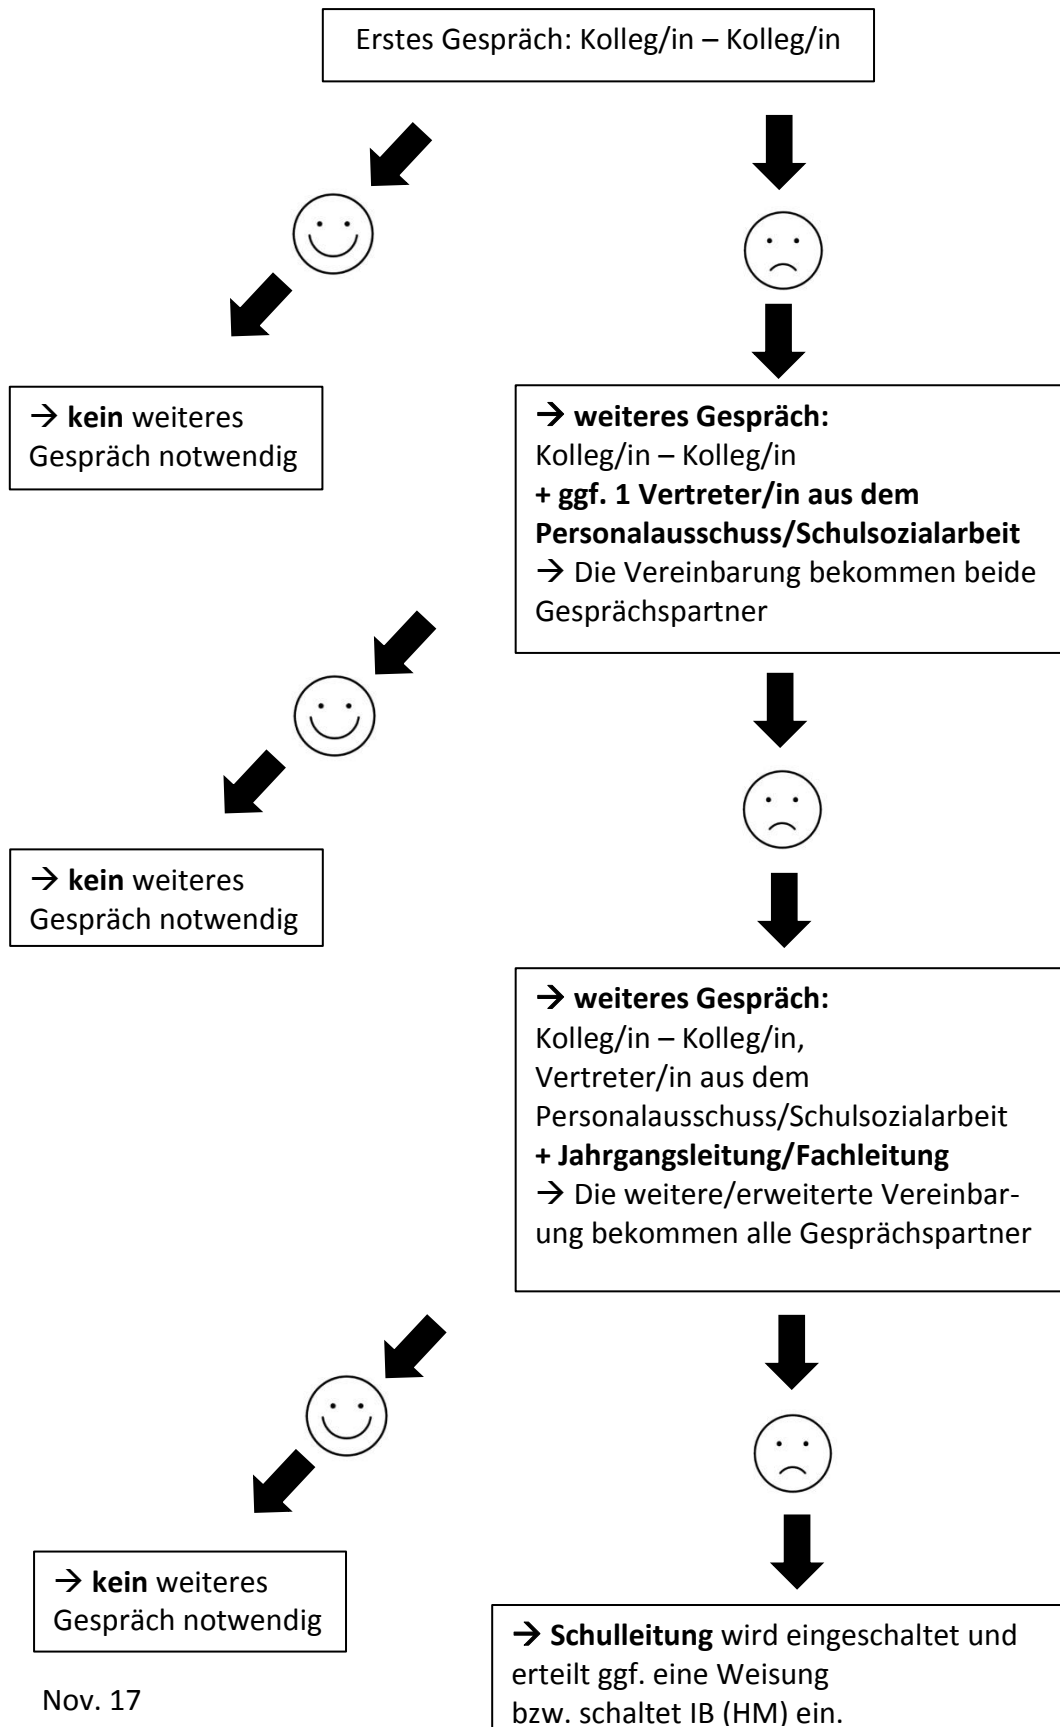 Erstes Gespräch: Kolleg/in – Kolleg/in
→ kein weiteres
Gespräch notwendig
→ weiteres Gespräch:
Kolleg/in – Kolleg/in
+ ggf. 1 Vertreter/in aus dem
Personalausschuss/Schulsozialarbeit
→ Die Vereinbarung bekommen beide
Gesprächspartner
→ kein weiteres
Gespräch notwendig
→ weiteres Gespräch:
Kolleg/in – Kolleg/in,
Vertreter/in aus dem
Personalausschuss/Schulsozialarbeit
+ Jahrgangsleitung/Fachleitung
→ Die weitere/erweiterte Vereinbar-
ung bekommen alle Gesprächspartner
→ kein weiteres
Gespräch notwendig
→ Schulleitung wird eingeschaltet und
erteilt ggf. eine Weisung
bzw. schaltet IB (HM) ein.
Nov. 17